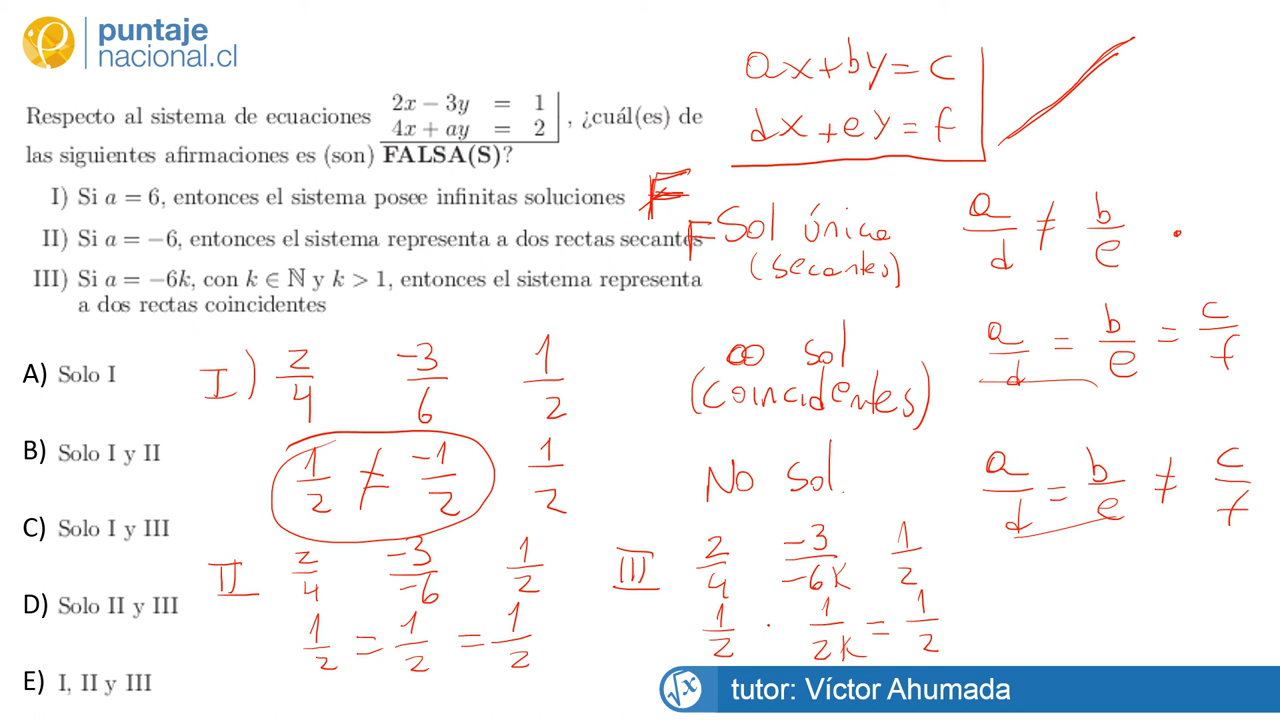 puntaje
nacional.cl
Respecto al sistema de ecuaciones 2x − 3y = 1 , ¿cuál(es) de
4x + ay = 2
las siguientes afirmaciones es (son) FALSA(S)?
I) Si a = 6, entonces el sistema posee infinitas soluciones F
II) Si a = −6, entonces el sistema representa a dos rectas secantes F
III) Si a = −6k, con k ∈ ℕ y k > 1, entonces el sistema representa
a dos rectas coincidentes
A) Solo I
B) Solo I y II
C) Solo I y III
D) Solo II y III
E) I, II y III
ax+by=c
dx+ey=f
Sol única a/d ≠ b/e
(secantes)
∞ sol a/d = b/e = c/f
(coincidentes)
No sol. a/d = b/e ≠ c/f
I) 2/4 -3/6 1/2
1/2 ≠ -1/2 1/2
II 2/4 -3/-6 1/2
1/2 = 1/2 = 1/2
III 2/4 -3/-6K 1/2
1/2 · 1/2K = 1/2
√x tutor: Víctor Ahumada